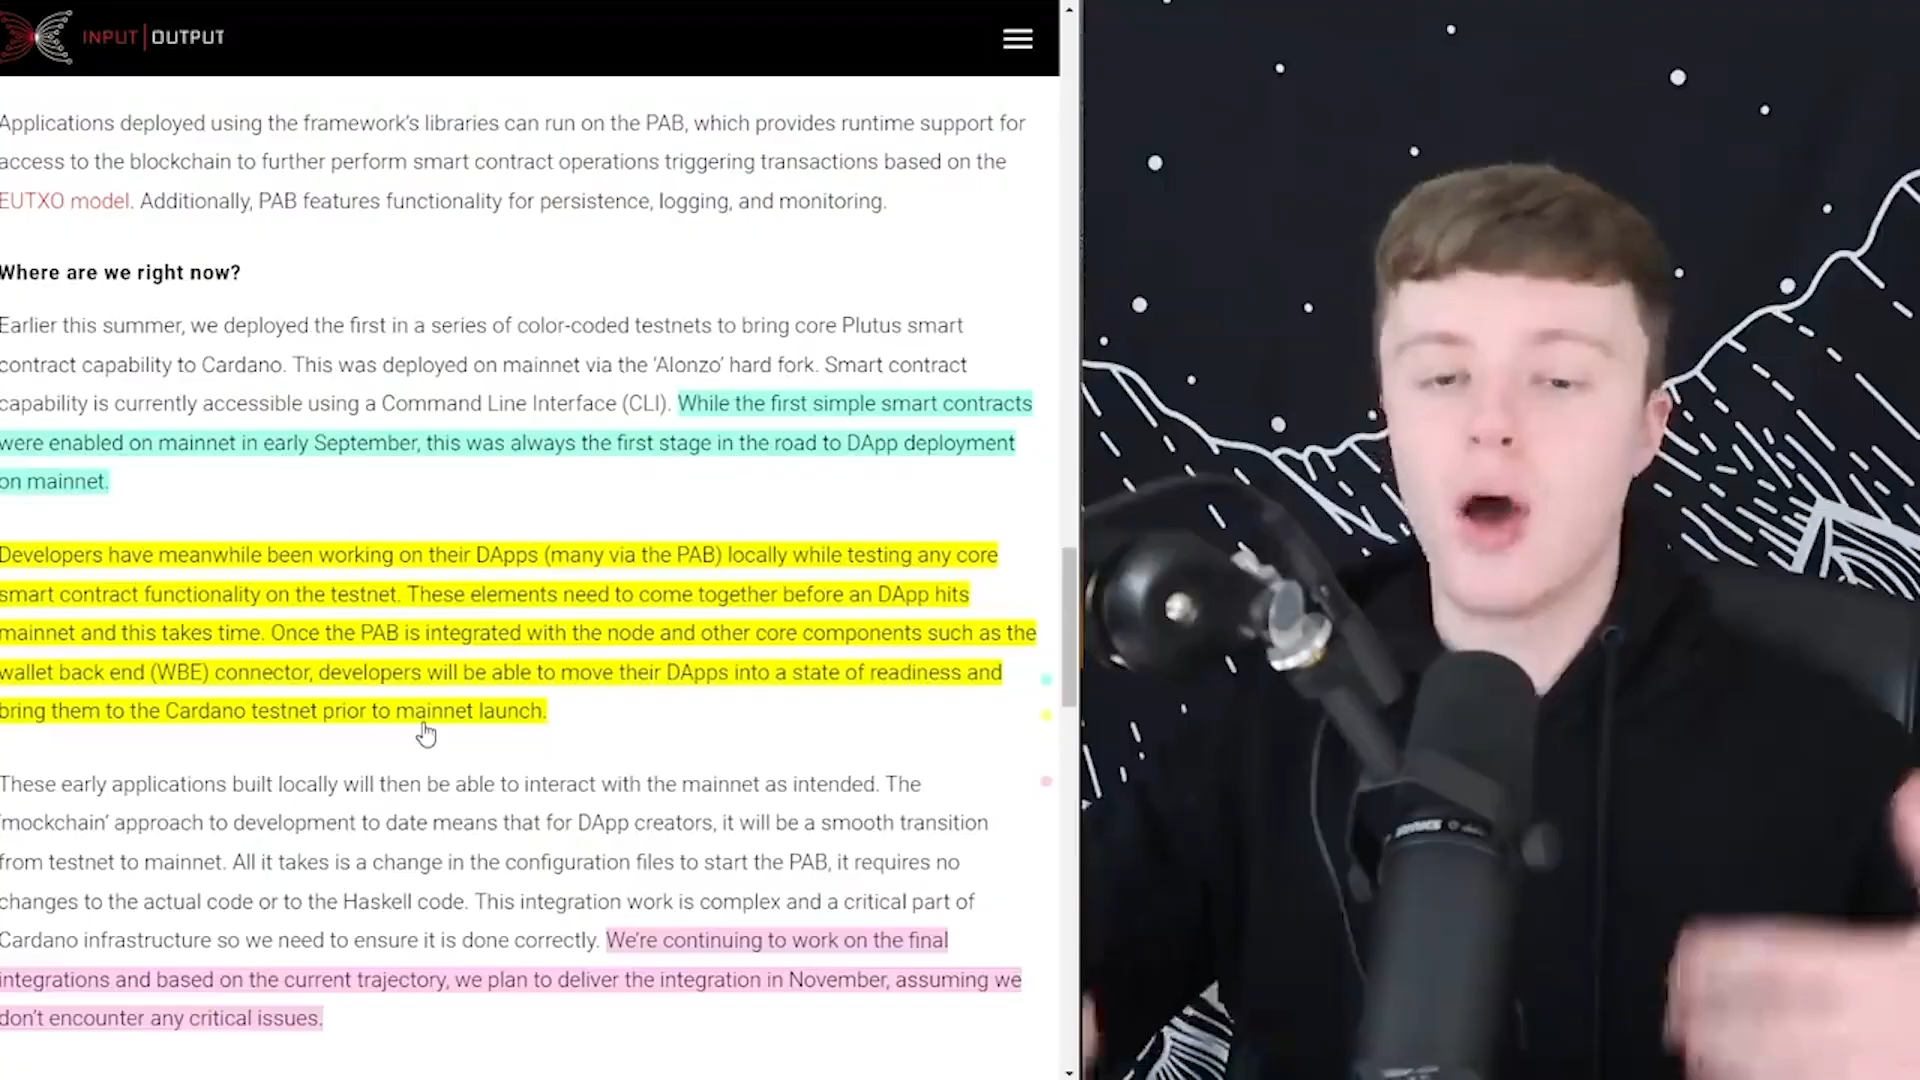 INPUT | OUTPUT
Applications deployed using the framework's libraries can run on the PAB, which provides runtime support for
access to the blockchain to further perform smart contract operations triggering transactions based on the
EUTXO model. Additionally, PAB features functionality for persistence, logging, and monitoring.
Where are we right now?
Earlier this summer, we deployed the first in a series of color-coded testnets to bring core Plutus smart
contract capability to Cardano. This was deployed on mainnet via the 'Alonzo' hard fork. Smart contract
capability is currently accessible using a Command Line Interface (CLI). While the first simple smart contracts
were enabled on mainnet in early September, this was always the first stage in the road to DApp deployment
on mainnet.
Developers have meanwhile been working on their DApps (many via the PAB) locally while testing any core
smart contract functionality on the testnet. These elements need to come together before an DApp hits
mainnet and this takes time. Once the PAB is integrated with the node and other core components such as the
wallet back end (WBE) connector, developers will be able to move their DApps into a state of readiness and
bring them to the Cardano testnet prior to mainnet launch.
These early applications built locally will then be able to interact with the mainnet as intended. The
'mockchain' approach to development to date means that for DApp creators, it will be a smooth transition
from testnet to mainnet. All it takes is a change in the configuration files to start the PAB, it requires no
changes to the actual code or to the Haskell code. This integration work is complex and a critical part of
Cardano infrastructure so we need to ensure it is done correctly. We're continuing to work on the final
integrations and based on the current trajectory, we plan to deliver the integration in November, assuming we
don't encounter any critical issues.